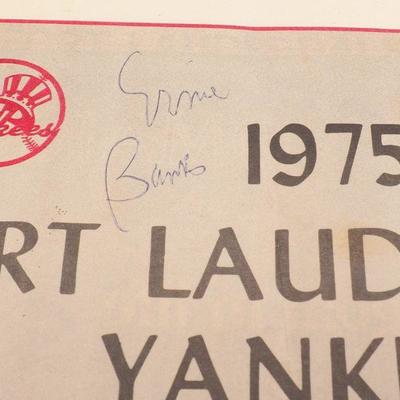 Ernie
Banks
1975
RT LAUD
YANK